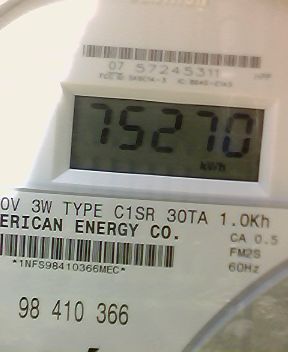 07 57245311
75270
kWh
0V 3W TYPE C1SR 30TA 1.0Kh
ERICAN ENERGY CO.
CA 0.5
FM2S
*1NFS98410366MEC*
60Hz
98 410 366